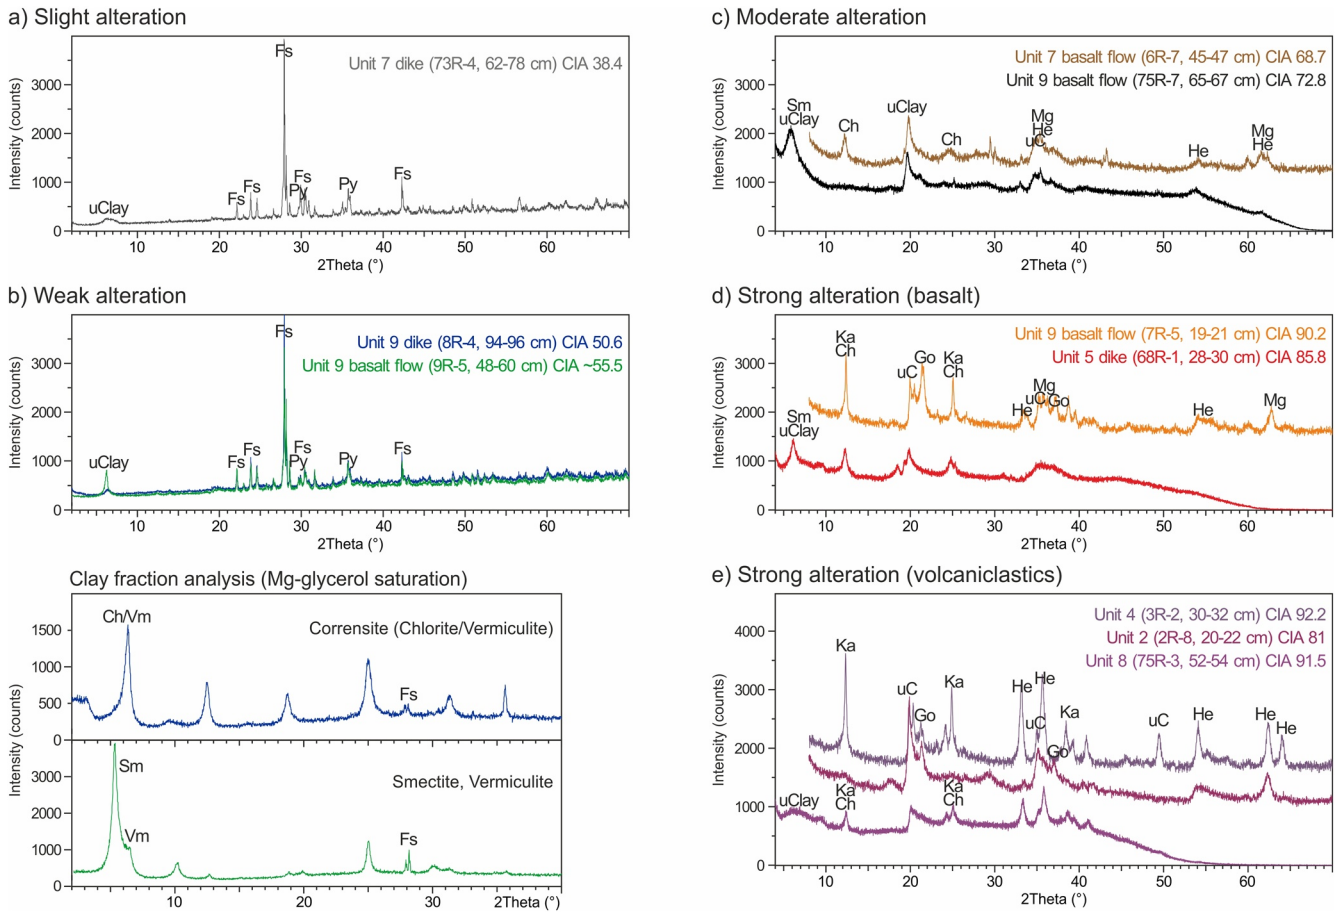 a) Slight alteration
Unit 7 dike (73R-4, 62-78 cm) CIA 38.4
Intensity (counts)
3000
2000
1000
0
uClay
Fs
Fs
Fs
Fs
Py
Py
Fs
10
20
30
40
50
60
2Theta (°)
b) Weak alteration
Unit 9 dike (8R-4, 94-96 cm) CIA 50.6
Unit 9 basalt flow (9R-5, 48-60 cm) CIA ~55.5
Intensity (counts)
3000
2000
1000
0
uClay
Fs
Fs
Fs
Fs
Py
Py
Fs
10
20
30
40
50
60
2Theta (°)
Clay fraction analysis (Mg-glycerol saturation)
Corrensite (Chlorite/Vermiculite)
Intensity (counts)
1500
1000
500
0
Ch/Vm
Fs
Smectite, Vermiculite
Intensity (counts)
3000
2000
1000
0
Sm
Vm
Fs
10
20
30
2Theta (°)
c) Moderate alteration
Unit 7 basalt flow (6R-7, 45-47 cm) CIA 68.7
Unit 9 basalt flow (75R-7, 65-67 cm) CIA 72.8
Intensity (counts)
3000
2000
1000
0
Sm
uClay
Ch
uClay
Ch
Mg
He
uC
He
Mg
He
10
20
30
40
50
60
2Theta (°)
d) Strong alteration (basalt)
Unit 9 basalt flow (7R-5, 19-21 cm) CIA 90.2
Unit 5 dike (68R-1, 28-30 cm) CIA 85.8
Intensity (counts)
3000
2000
1000
0
Sm
uClay
Ka
Ch
uC
Go
Ka
Ch
He
Mg
uC
Go
He
Mg
10
20
30
40
50
60
2Theta (°)
e) Strong alteration (volcaniclastics)
Unit 4 (3R-2, 30-32 cm) CIA 92.2
Unit 2 (2R-8, 20-22 cm) CIA 81
Unit 8 (75R-3, 52-54 cm) CIA 91.5
Intensity (counts)
4000
3000
2000
1000
0
Ka
uC
Go
Ka
He
He
uC
Go
Ka
uC
He
He
He
uClay
Ka
Ch
Ka
Ch
10
20
30
40
50
60
2Theta (°)